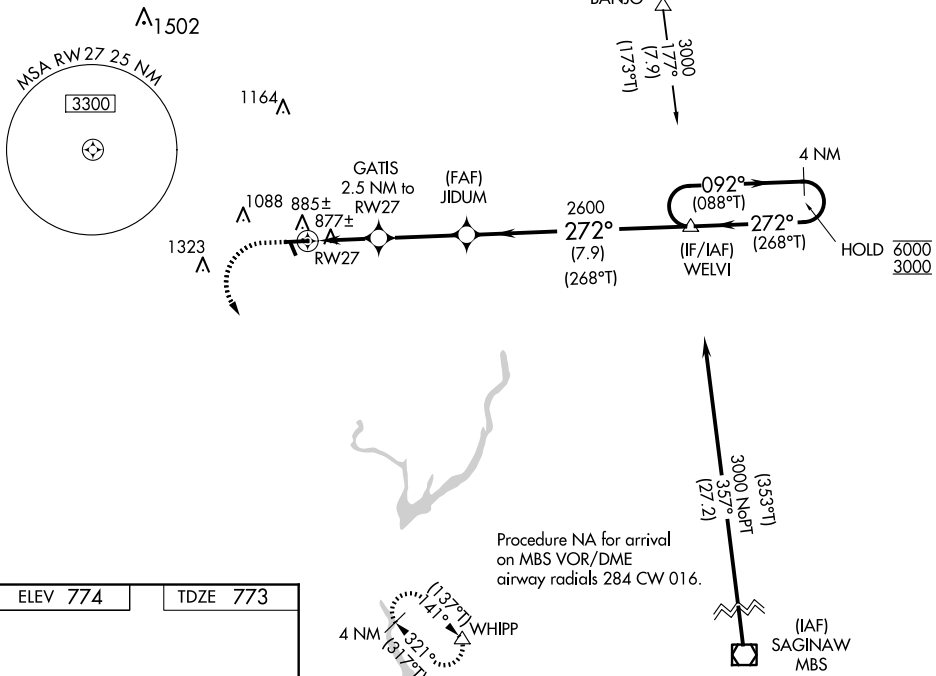 BANJO
1502
MSA RW27 25 NM
3300
3000
177°
(7.9)
(173°T)
1164
4 NM
GATIS
2.5 NM to
RW27
(FAF)
JIDUM
092°
(088°T)
1088
885±
877±
2600
272°
(7.9)
(268°T)
272°
(268°T)
1323
RW27
(IF/IAF)
WELVI
HOLD
6000
3000
(353°T)
3000 NoPT
357°
(27.2)
Procedure NA for arrival
on MBS VOR/DME
airway radials 284 CW 016.
ELEV 774
TDZE 773
(137°T)
141°
4 NM
321°
(317°T)
WHIPP
(IAF)
SAGINAW
MBS